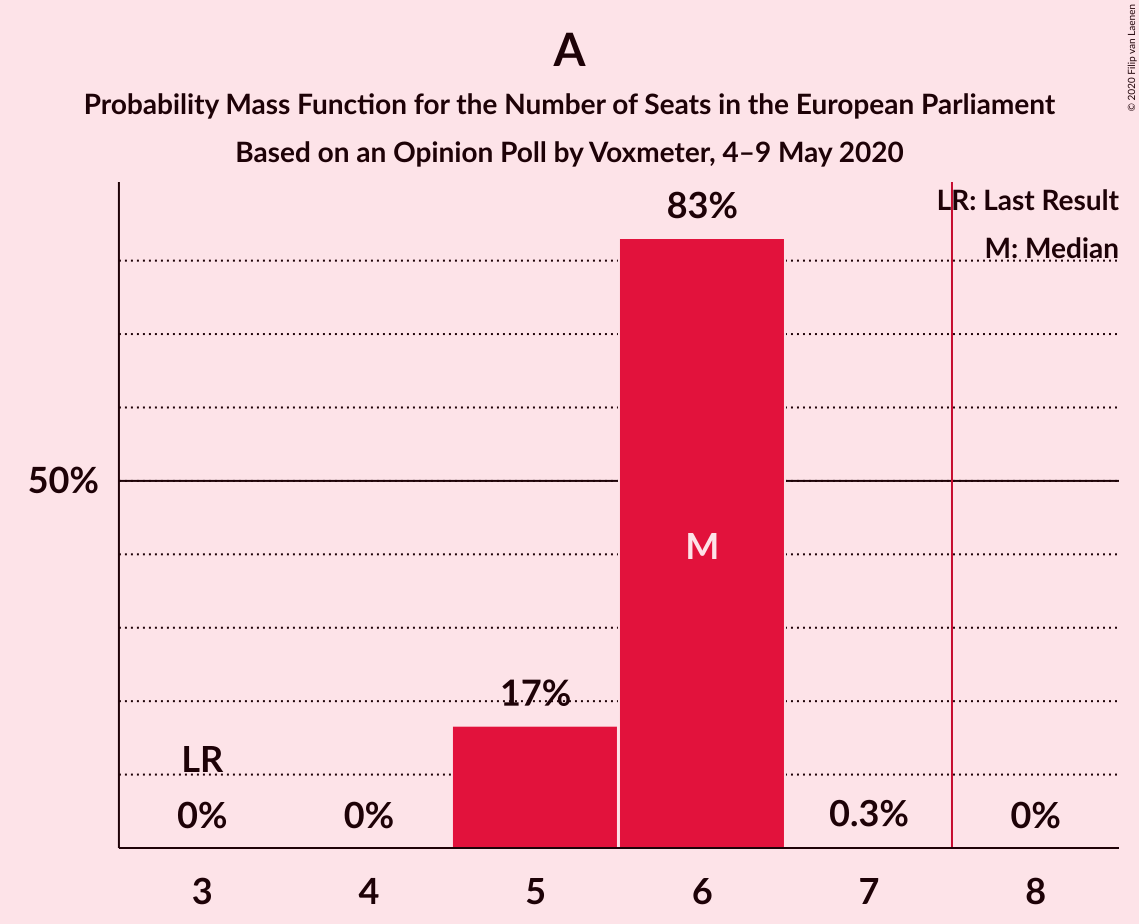 A
Probability Mass Function for the Number of Seats in the European Parliament
Based on an Opinion Poll by Voxmeter, 4–9 May 2020
© 2020 Filip van Laenen
LR: Last Result
M: Median
83%
50%
M
17%
LR
0%
0%
0.3%
0%
3
4
5
6
7
8